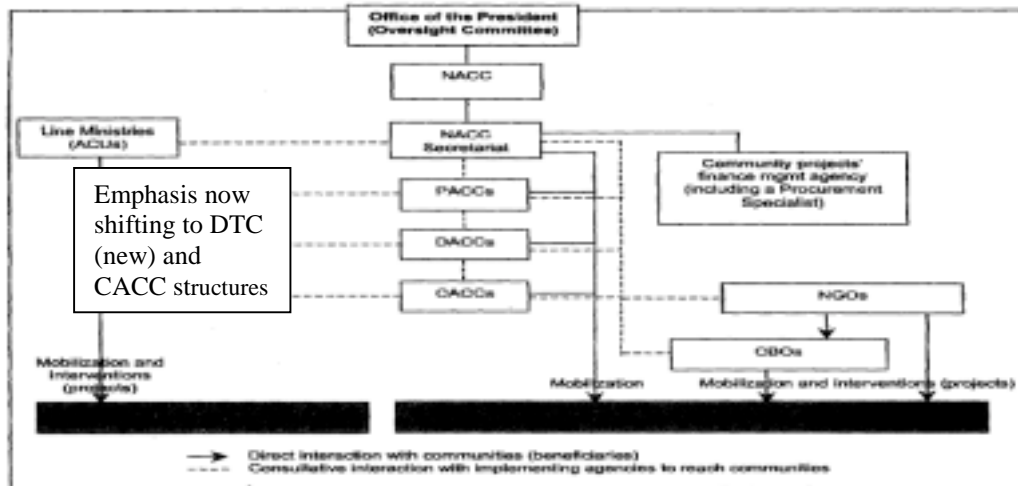 Office of the President
(Oversight Committee)
NACC
Line Ministries
(ACUs)
NACC
Secretariat
Community projects'
finance mgmt agency
(including a Procurement
Specialist)
Emphasis now
shifting to DTC
(new) and
CACC structures
PACCs
DACCs
CACCs
NGOs
CBOs
Mobilization and
Interventions
(projects)
Mobilization
Mobilization and interventions (projects)
Direct interaction with communities (beneficiaries)
Consultative interaction with implementing agencies to reach communities